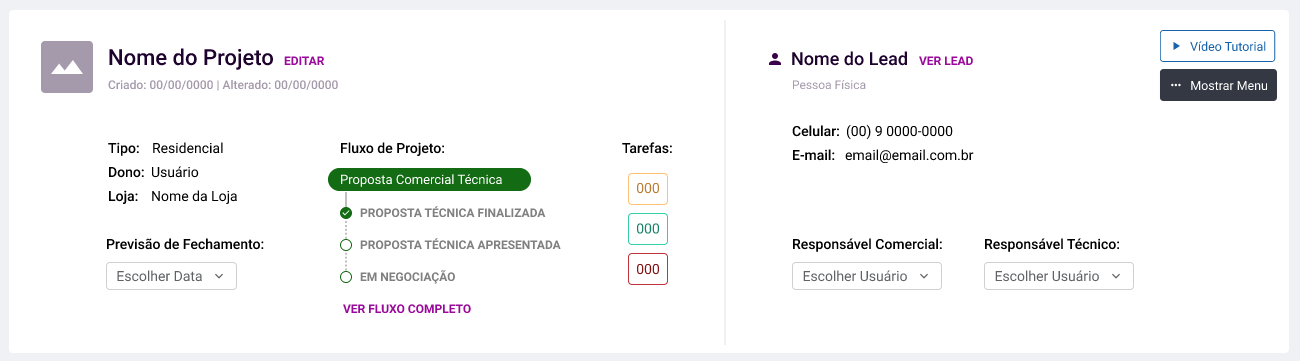 Nome do Projeto EDITAR
Criado: 00/00/0000 | Alterado: 00/00/0000
Tipo: Residencial
Dono: Usuário
Loja: Nome da Loja
Previsão de Fechamento:
Escolher Data
Fluxo de Projeto:
Proposta Comercial Técnica
PROPOSTA TÉCNICA FINALIZADA
PROPOSTA TÉCNICA APRESENTADA
EM NEGOCIAÇÃO
VER FLUXO COMPLETO
Tarefas:
000
000
000
Nome do Lead VER LEAD
Pessoa Física
Celular: (00) 9 0000-0000
E-mail: email@email.com.br
Responsável Comercial:
Escolher Usuário
Responsável Técnico:
Escolher Usuário
Vídeo Tutorial
Mostrar Menu